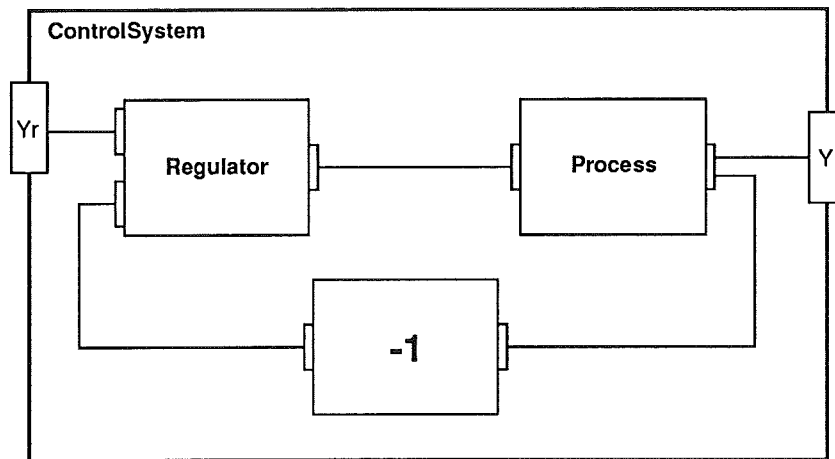 ControlSystem
Yr
Regulator
Process
Y
-1